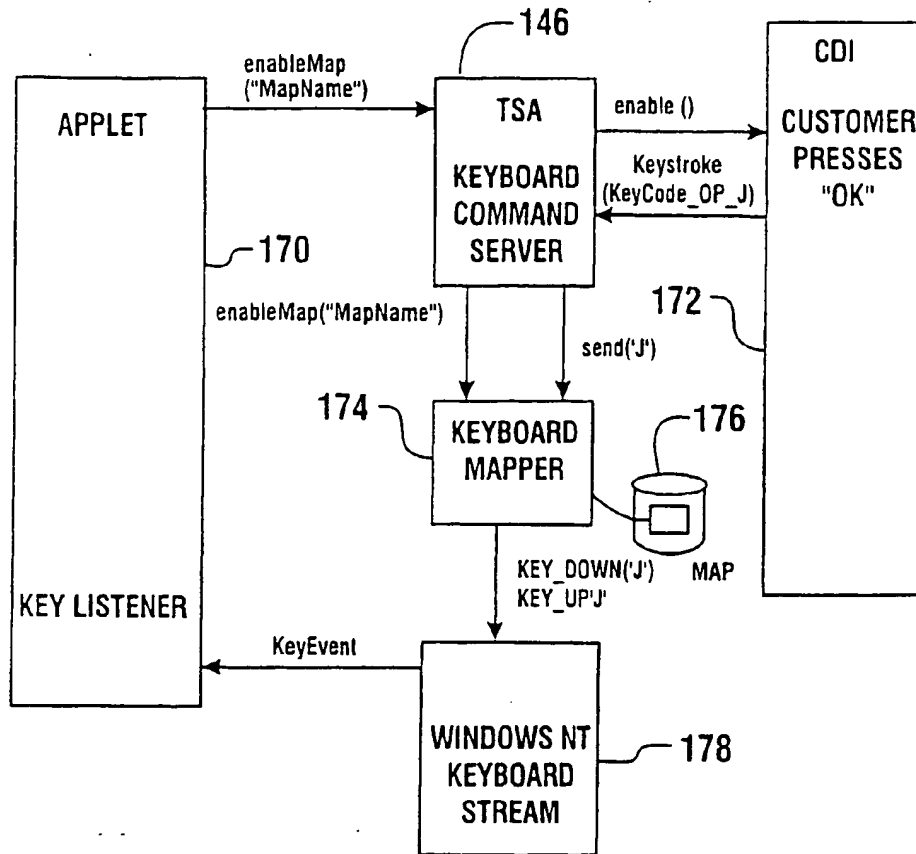 146
enableMap
("MapName")
APPLET
TSA
KEYBOARD
COMMAND
SERVER
enable ()
Keystroke
(KeyCode_OP_J)
CDI
CUSTOMER
PRESSES
"OK"
170
172
enableMap("MapName")
send('J')
174
KEYBOARD
MAPPER
176
MAP
KEY_DOWN('J')
KEY_UP'J'
KEY LISTENER
KeyEvent
WINDOWS NT
KEYBOARD
STREAM
178